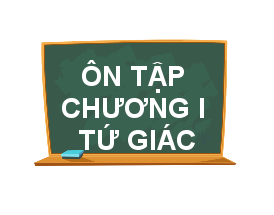 ÔN TẬP
CHƯƠNG I
TỨ GIÁC